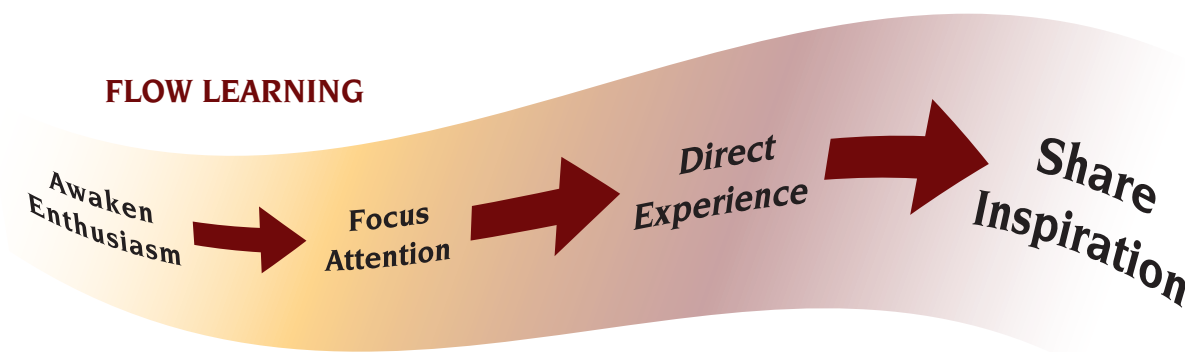 FLOW LEARNING
Awaken
Enthusiasm
Focus
Attention
Direct
Experience
Share
Inspiration